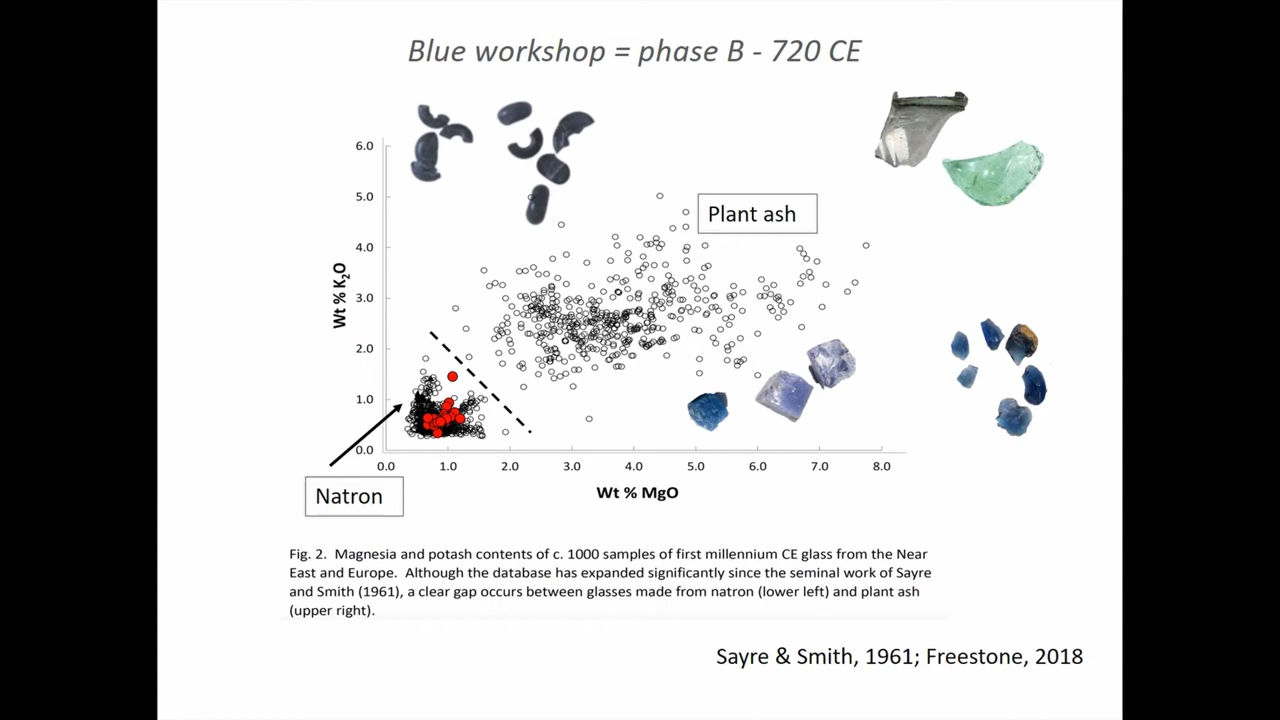 Blue workshop = phase B - 720 CE
6.0
5.0
4.0
3.0
2.0
1.0
0.0
Wt % K2O
Plant ash
0.0 1.0 2.0 3.0 4.0 5.0 6.0 7.0 8.0
Wt % MgO
Natron
Fig. 2. Magnesia and potash contents of c. 1000 samples of first millennium CE glass from the Near
East and Europe. Although the database has expanded significantly since the seminal work of Sayre
and Smith (1961), a clear gap occurs between glasses made from natron (lower left) and plant ash
(upper right).
Sayre & Smith, 1961; Freestone, 2018